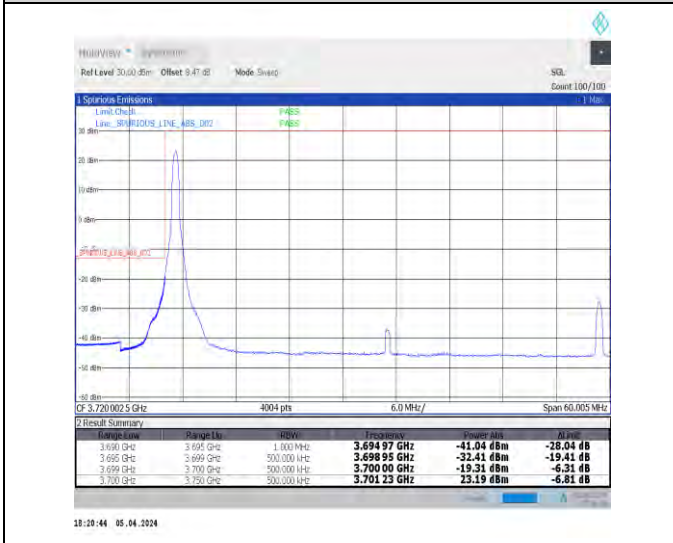 MultiView
Ref Level 30.00 dBm Offset 9.47 dB Mode Sweep SGL
Count 100/100
1 Spurious Emissions
Limit Check PASS
Line _SPURIOUS_LINE_ABS_D02 PASS
30 dBm
20 dBm
10 dBm
0 dBm
_SPURIOUS_LINE_ABS_D02
-20 dBm
-30 dBm
-40 dBm
-50 dBm
-60 dBm
CF 3.720 002 5 GHz 4004 pts 6.0 MHz/ Span 60.005 MHz
2 Result Summary
Range Low Range Up RBW Frequency Power Abs ΔLimit
3.690 GHz 3.695 GHz 1.000 MHz 3.694 97 GHz -41.04 dBm -28.04 dB
3.695 GHz 3.699 GHz 500.000 kHz 3.698 95 GHz -32.41 dBm -19.41 dB
3.699 GHz 3.700 GHz 500.000 kHz 3.700 00 GHz -19.31 dBm -6.31 dB
3.700 GHz 3.750 GHz 500.000 kHz 3.701 23 GHz 23.19 dBm -6.81 dB
18:20:44 05.04.2024